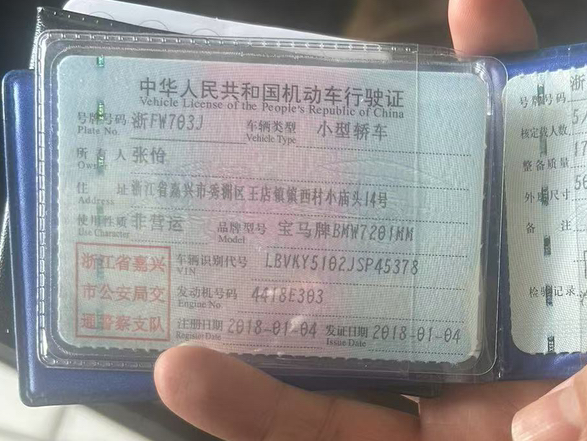 中华人民共和国机动车行驶证
Vehicle License of the People's Republic of China
号牌号码 浙FW703J 车辆类型 小型轿车
Plate No. Vehicle Type
所有人 张怡
Owner
住址 浙江省嘉兴市秀洲区王店镇镇西村小庙头14号
Address
使用性质 非营运 品牌型号 宝马牌BMW7201MM
Use Character Model
浙江省嘉兴
市公安局交
通警察支队
车辆识别代号 LBVKY5102JSP45378
VIN
发动机号码 4418E303
Engine No.
注册日期 2018-01-04 发证日期 2018-01-04
Register Date Issue Date
号牌号码 浙
核定载人数
整备质量
外廓尺寸
备注
检验记录